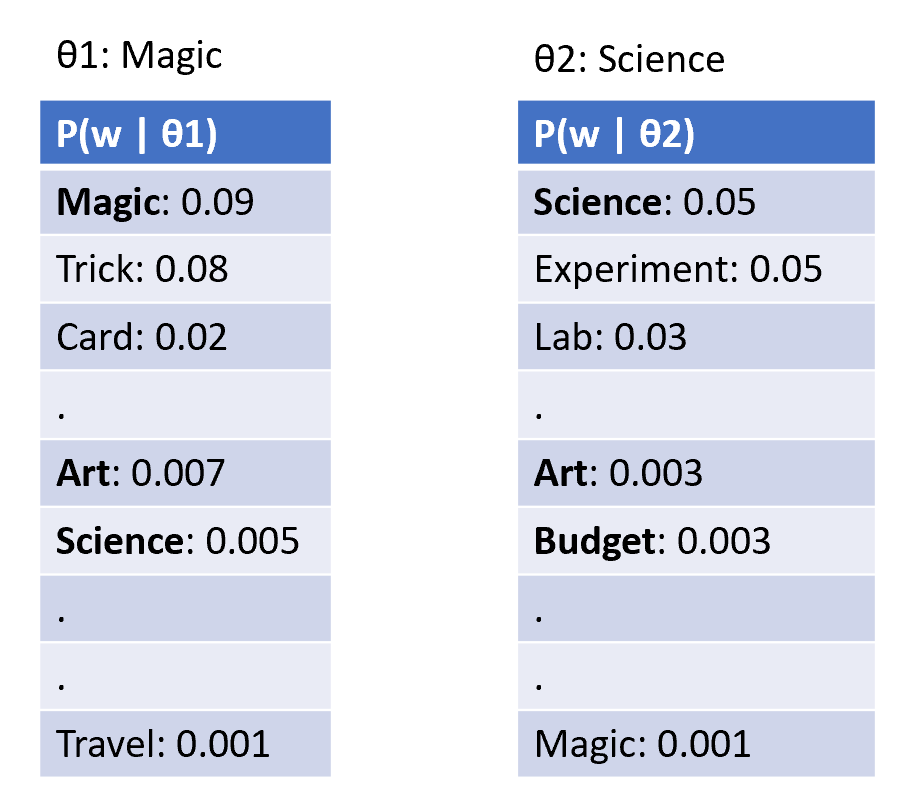 θ1: Magic
P(w | θ1)
Magic: 0.09
Trick: 0.08
Card: 0.02
.
Art: 0.007
Science: 0.005
.
.
Travel: 0.001
θ2: Science
P(w | θ2)
Science: 0.05
Experiment: 0.05
Lab: 0.03
.
Art: 0.003
Budget: 0.003
.
.
Magic: 0.001